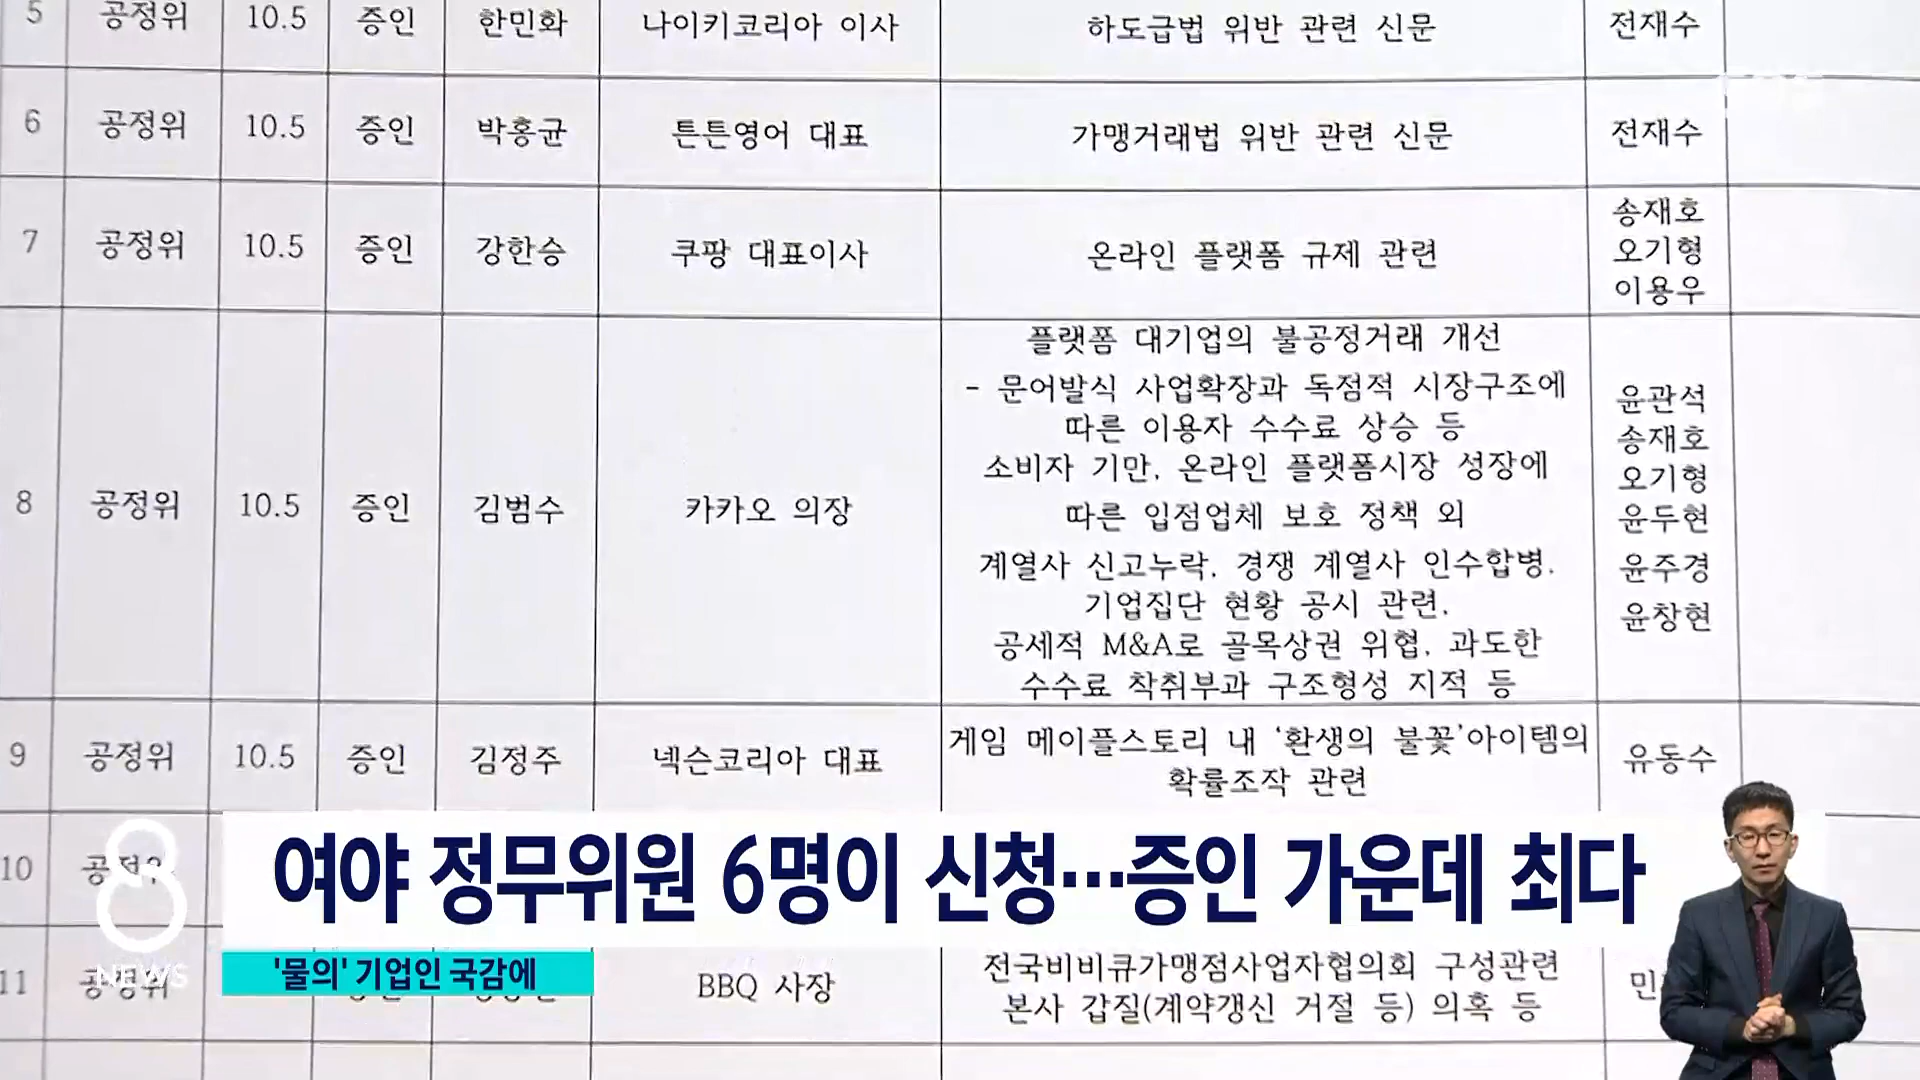 5 공정위 10.5 증인 한민화 나이키코리아 이사 하도급법 위반 관련 신문 전재수
6 공정위 10.5 증인 박홍균 튼튼영어 대표 가맹거래법 위반 관련 신문 전재수
7 공정위 10.5 증인 강한승 쿠팡 대표이사 온라인 플랫폼 규제 관련
송재호
오기형
이용우
8 공정위 10.5 증인 김범수 카카오 의장
플랫폼 대기업의 불공정거래 개선
- 문어발식 사업확장과 독점적 시장구조에
따른 이용자 수수료 상승 등
소비자 기만, 온라인 플랫폼시장 성장에
따른 입점업체 보호 정책 외
계열사 신고누락, 경쟁 계열사 인수합병,
기업집단 현황 공시 관련,
공세적 M&A로 골목상권 위협, 과도한
수수료 착취부과 구조형성 지적 등
윤관석
송재호
오기형
윤두현
윤주경
윤창현
9 공정위 10.5 증인 김정주 넥슨코리아 대표
게임 메이플스토리 내 '환생의 불꽃'아이템의
확률조작 관련
유동수
10
여야 정무위원 6명이 신청…증인 가운데 최다
8 NEWS
'물의' 기업인 국감에
11 공정위 BBQ 사장
전국비비큐가맹점사업자협의회 구성관련
본사 갑질(계약갱신 거절 등) 의혹 등